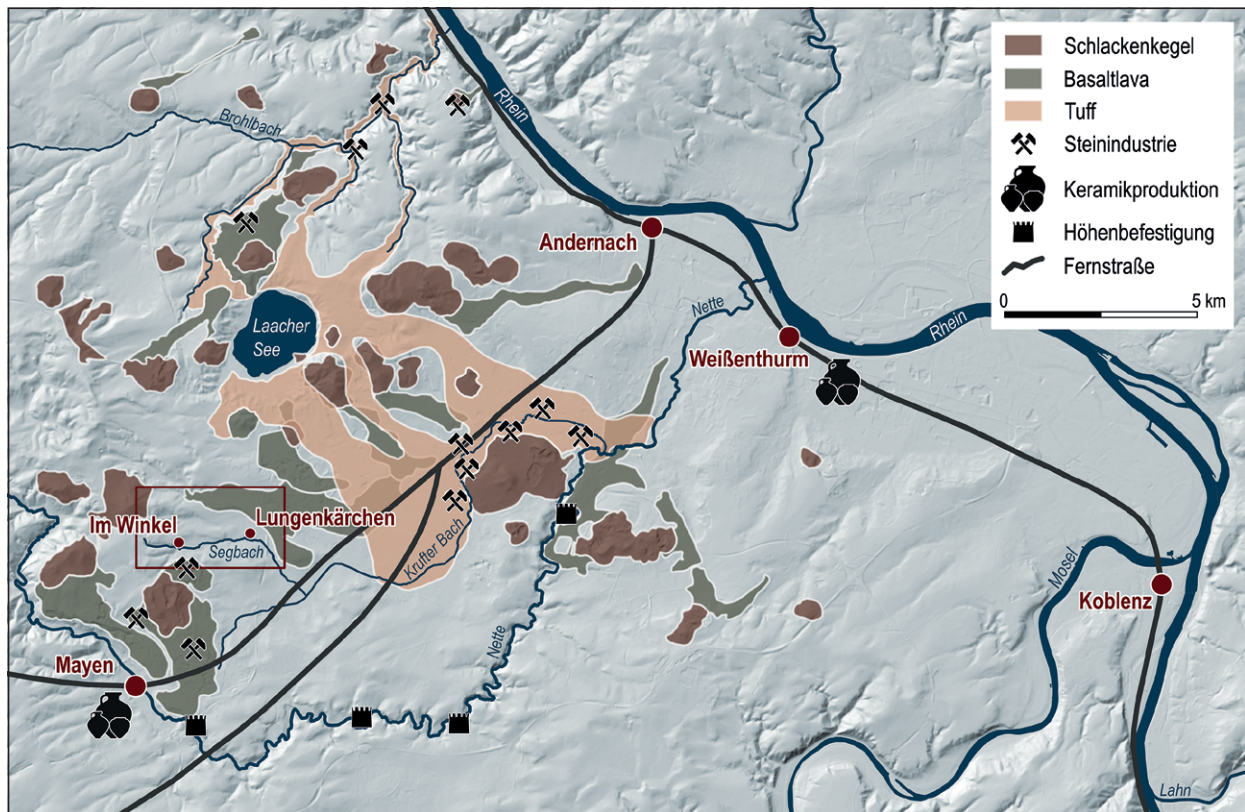 Schlackenkegel
Basaltlava
Tuff
Steinindustrie
Keramikproduktion
Höhenbefestigung
Fernstraße
0
5 km
Brohlbach
Rhein
Andernach
Laacher
See
Nette
Weißenthurm
Rhein
Im Winkel
Lungenkärchen
Segbach
Krufter Bach
Mosel
Koblenz
Nette
Mayen
Lahn